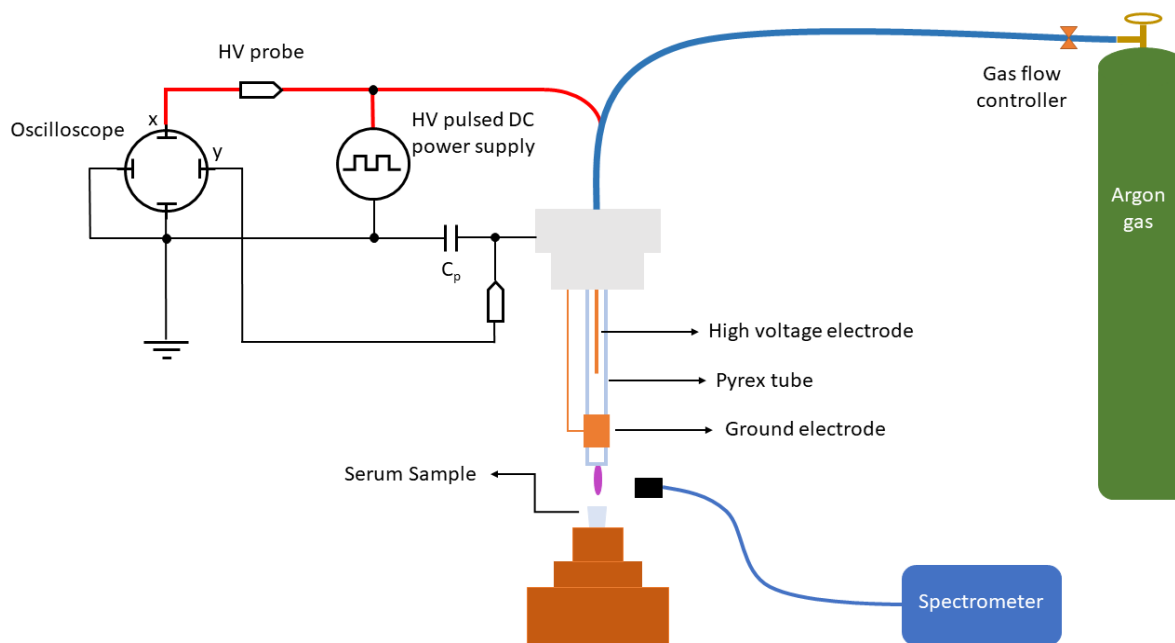 HV probe
Gas flow
controller
Oscilloscope
x
y
HV pulsed DC
power supply
Argon
gas
Cp
High voltage electrode
Pyrex tube
Ground electrode
Serum Sample
Spectrometer